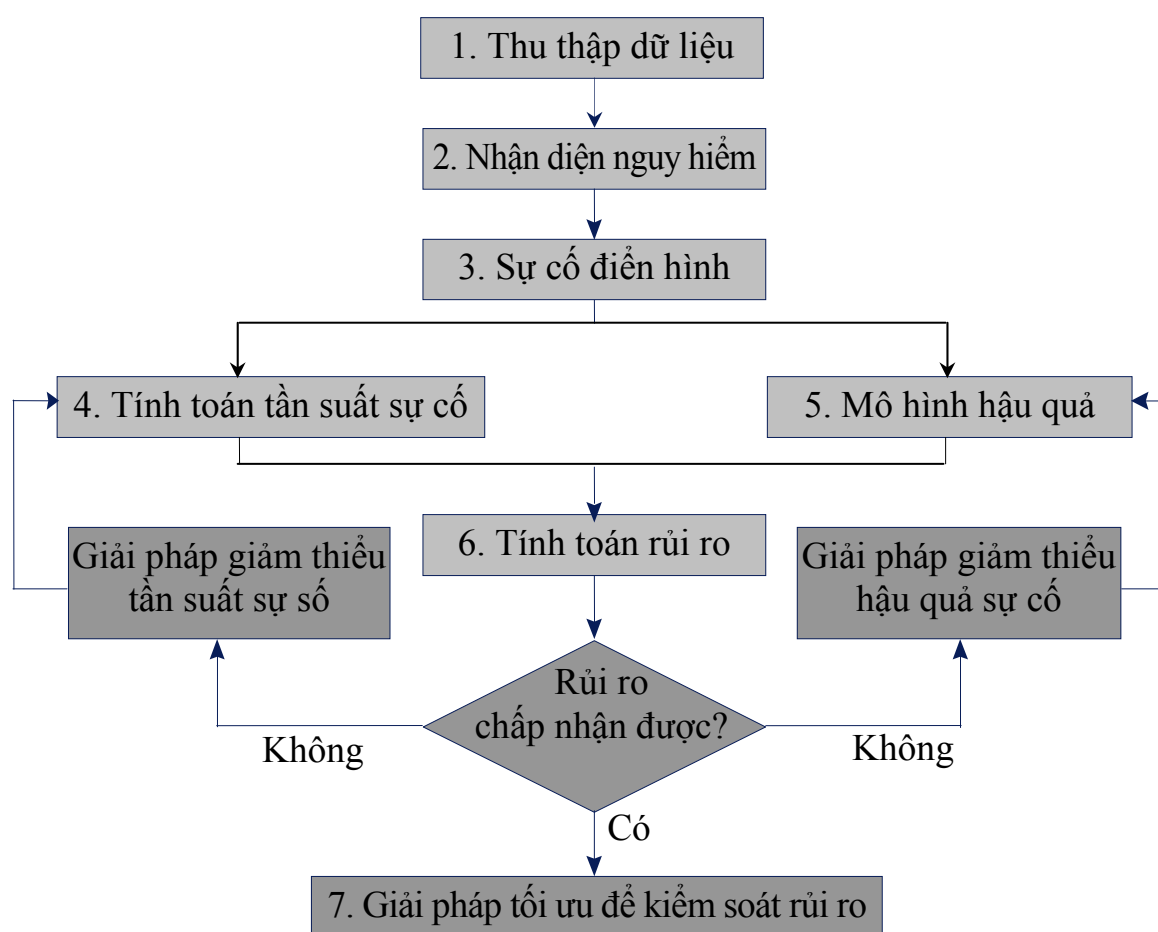 1. Thu thập dữ liệu
2. Nhận diện nguy hiểm
3. Sự cố điển hình
4. Tính toán tần suất sự cố
5. Mô hình hậu quả
Giải pháp giảm thiểu
tần suất sự số
6. Tính toán rủi ro
Giải pháp giảm thiểu
hậu quả sự cố
Rủi ro
chấp nhận được?
Không
Không
Có
7. Giải pháp tối ưu để kiểm soát rủi ro